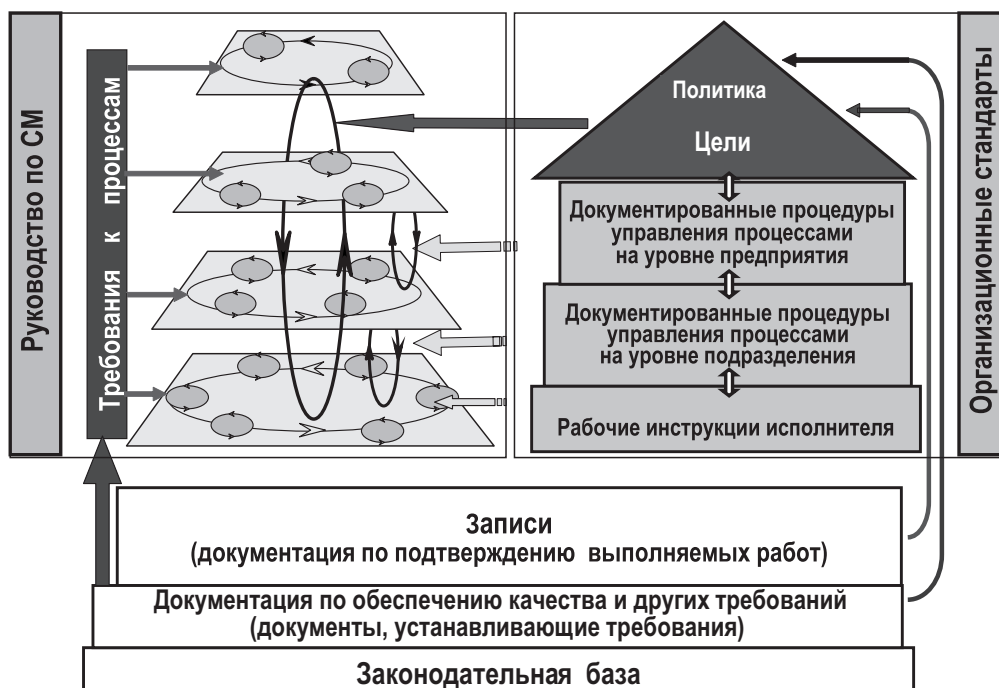 Руководство по СМ
Требования к процессам
Политика
Цели
Документированные процедуры
управления процессами
на уровне предприятия
Документированные процедуры
управления процессами
на уровне подразделения
Рабочие инструкции исполнителя
Организационные стандарты
Записи
(документация по подтверждению выполняемых работ)
Документация по обеспечению качества и других требований
(документы, устанавливающие требования)
Законодательная база